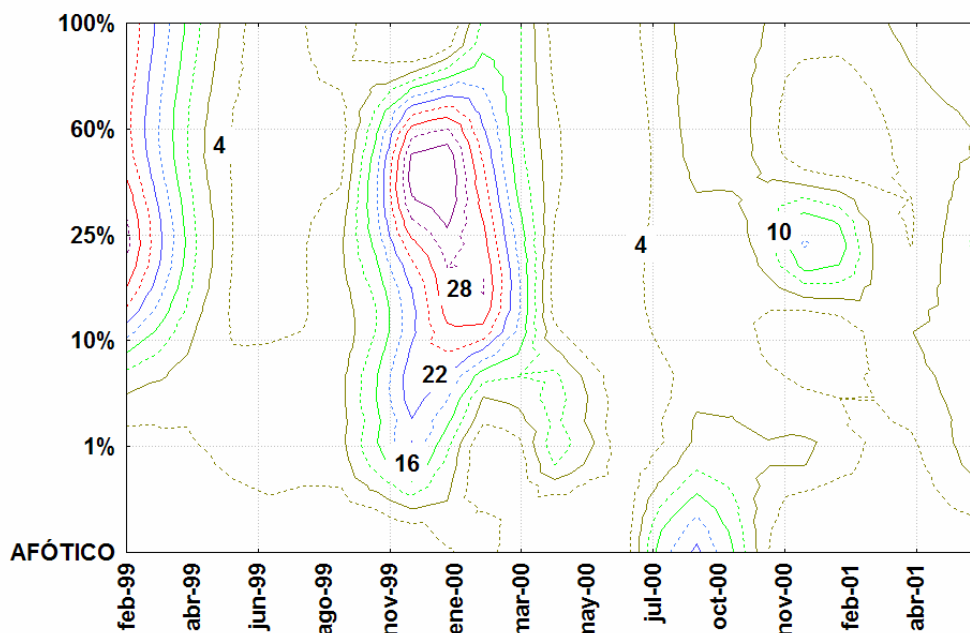 100%
60%
25%
10%
1%
AFÓTICO
4
4
10
28
22
16
feb-99
abr-99
jun-99
ago-99
nov-99
ene-00
mar-00
may-00
jul-00
oct-00
nov-00
feb-01
abr-01